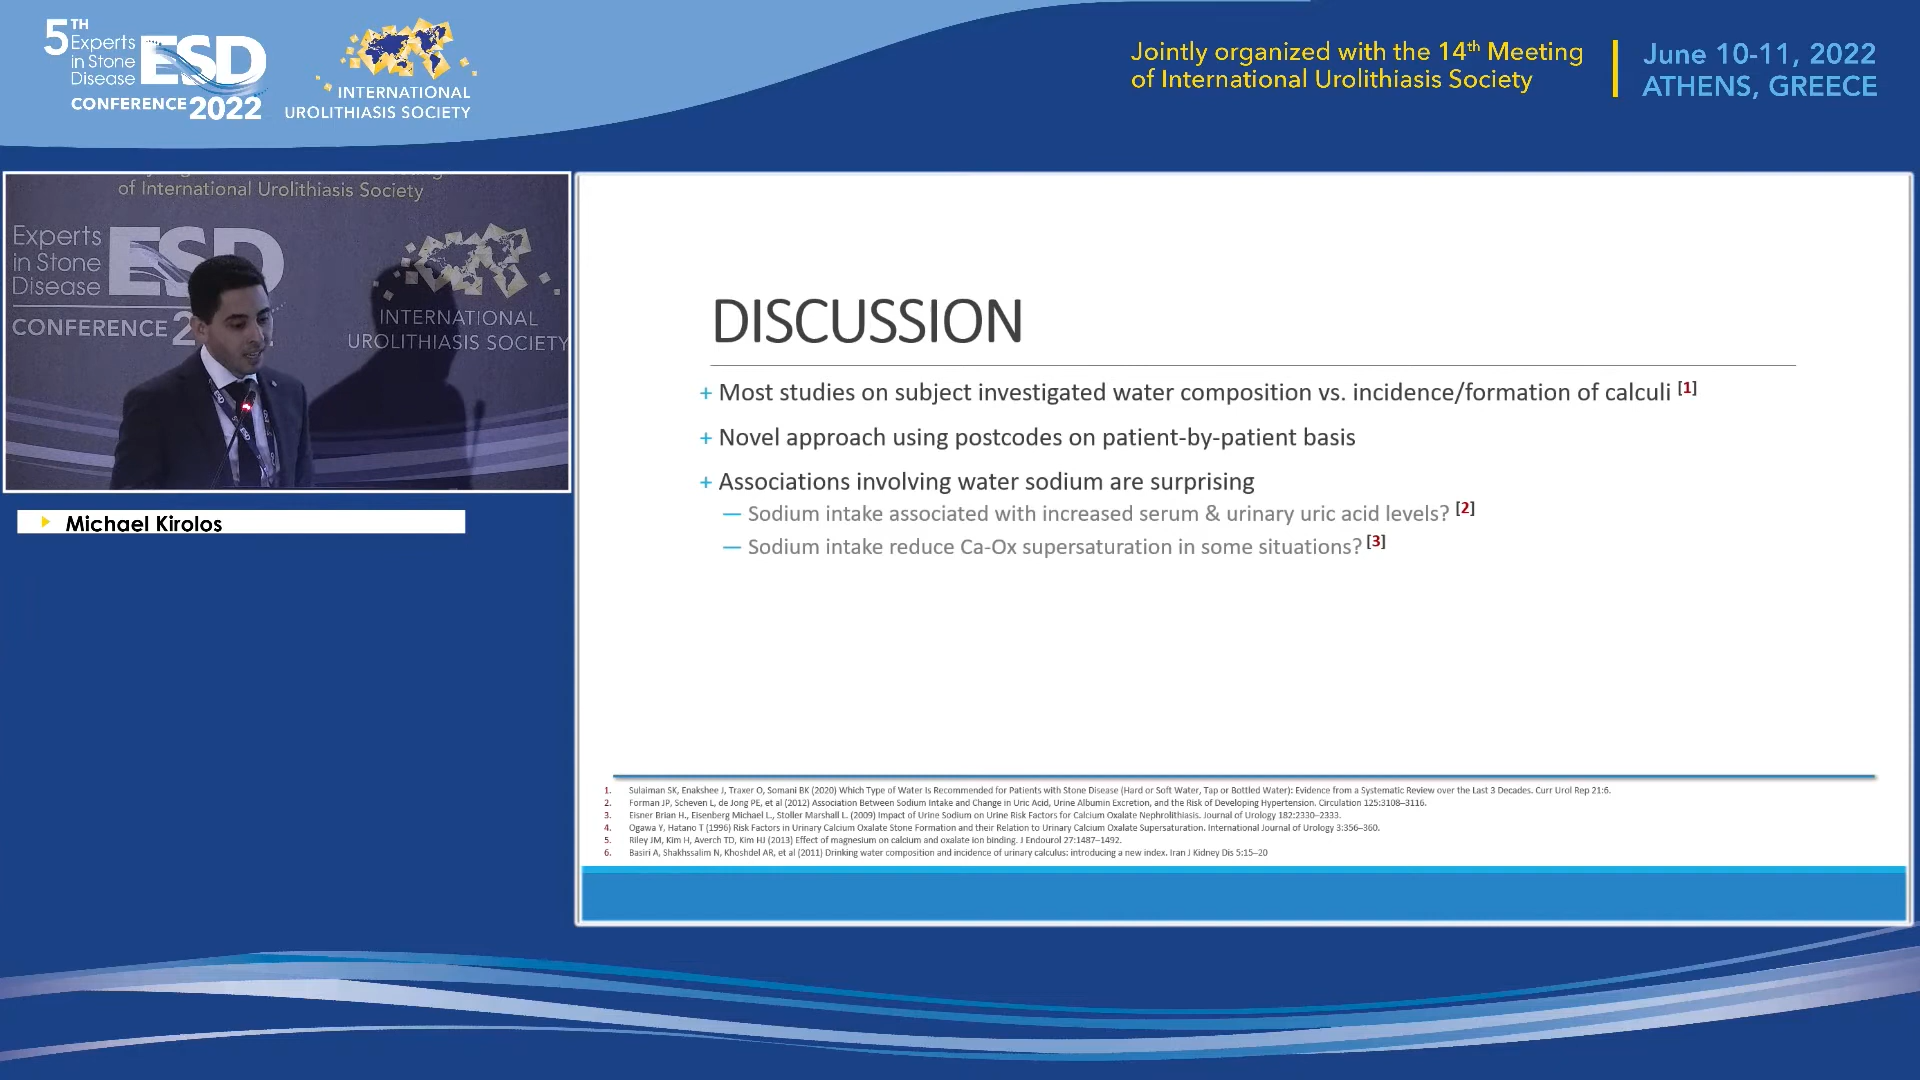 5TH Experts in Stone Disease
ESD
CONFERENCE 2022
INTERNATIONAL
UROLITHIASIS SOCIETY
Jointly organized with the 14th Meeting
of International Urolithiasis Society
June 10-11, 2022
ATHENS, GREECE
of International Urolithiasis Society
Experts
in Stone
Disease
ESD
CONFERENCE 2
INTERNATIONAL
UROLITHIASIS SOCIETY
Michael Kirolos
DISCUSSION
+ Most studies on subject investigated water composition vs. incidence/formation of calculi [1]
+ Novel approach using postcodes on patient-by-patient basis
+ Associations involving water sodium are surprising
— Sodium intake associated with increased serum & urinary uric acid levels? [2]
— Sodium intake reduce Ca-Ox supersaturation in some situations? [3]
1. Sulaiman SK, Enakshee J, Traxer O, Somani BK (2020) Which Type of Water Is Recommended for Patients with Stone Disease (Hard or Soft Water, Tap or Bottled Water): Evidence from a Systematic Review over the Last 3 Decades. Curr Urol Rep 21:6.
2. Forman JP, Scheven L, de Jong PE, et al (2012) Association Between Sodium Intake and Change in Uric Acid, Urine Albumin Excretion, and the Risk of Developing Hypertension. Circulation 125:3108–3116.
3. Eisner Brian H., Eisenberg Michael L., Stoller Marshall L. (2009) Impact of Urine Sodium on Urine Risk Factors for Calcium Oxalate Nephrolithiasis. Journal of Urology 182:2330–2333.
4. Ogawa Y, Hatano T (1996) Risk Factors in Urinary Calcium Oxalate Stone Formation and their Relation to Urinary Calcium Oxalate Supersaturation. International Journal of Urology 3:356–360.
5. Riley JM, Kim H, Averch TD, Kim HJ (2013) Effect of magnesium on calcium and oxalate ion binding. J Endourol 27:1487–1492.
6. Basiri A, Shakhssalim N, Khoshdel AR, et al (2011) Drinking water composition and incidence of urinary calculus: introducing a new index. Iran J Kidney Dis 5:15–20